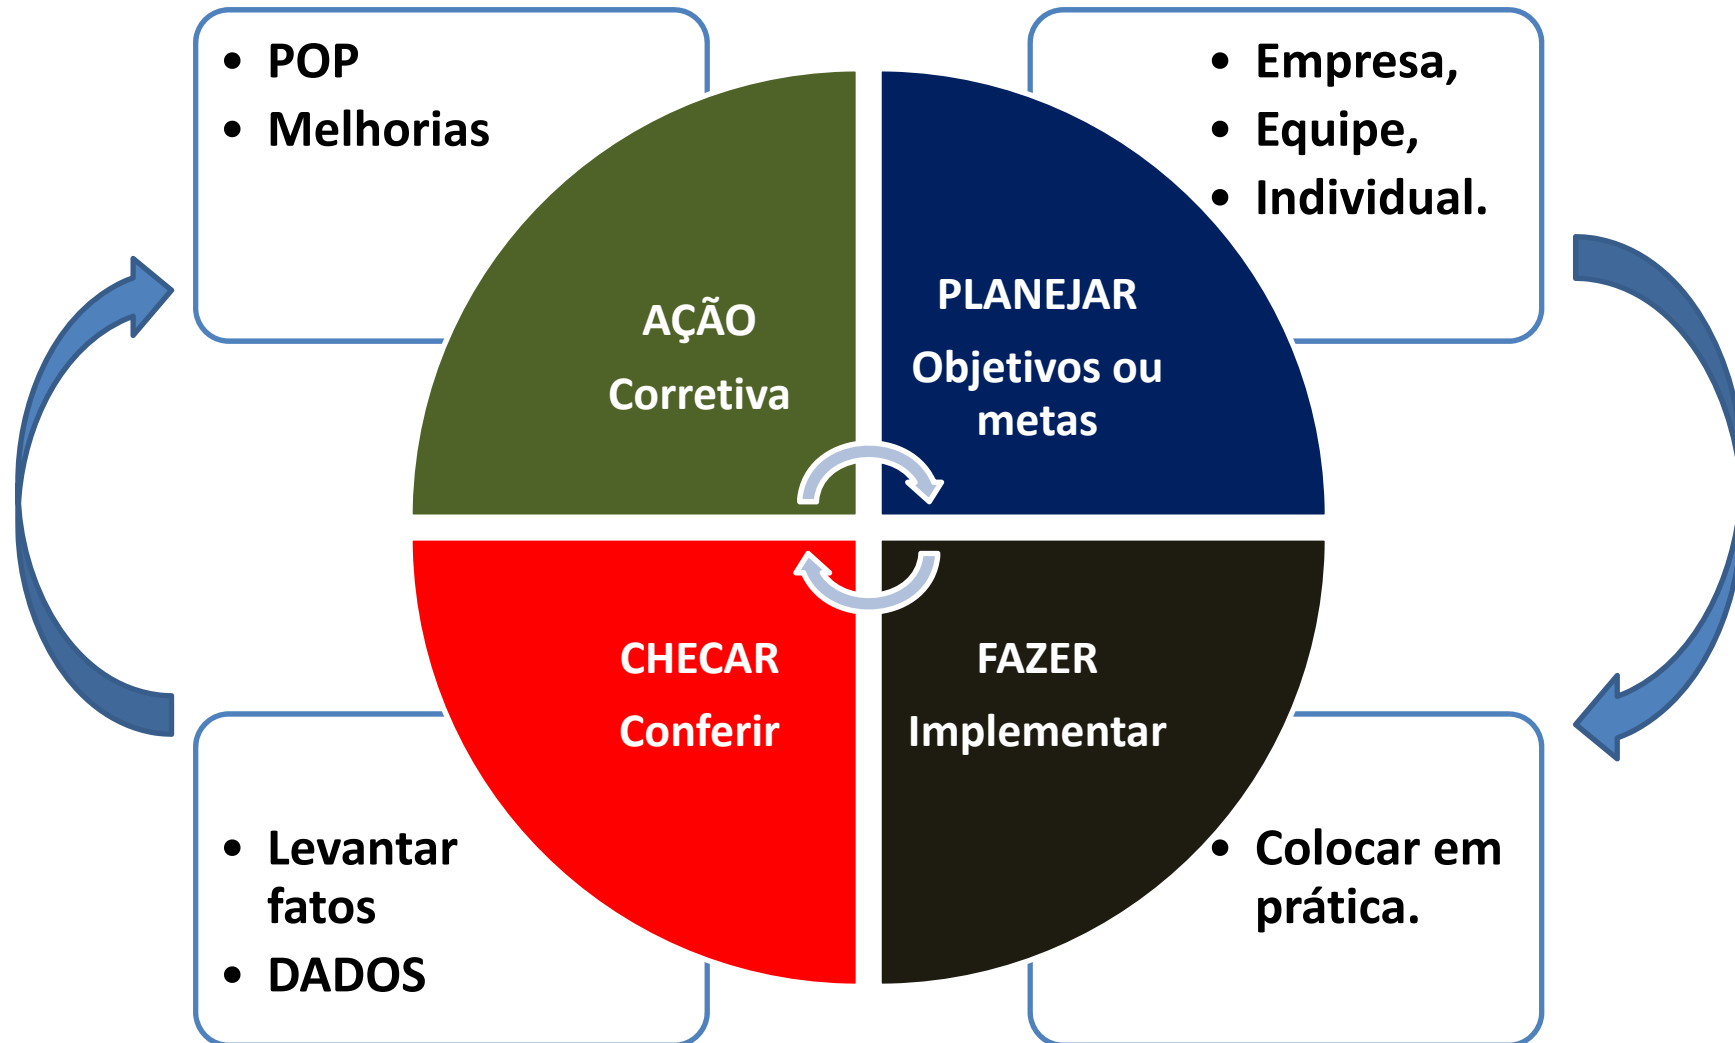 • POP
• Melhorias
• Empresa,
• Equipe,
• Individual.
AÇÃO
Corretiva
PLANEJAR
Objetivos ou
metas
CHECAR
Conferir
FAZER
Implementar
• Levantar
fatos
• DADOS
• Colocar em
prática.